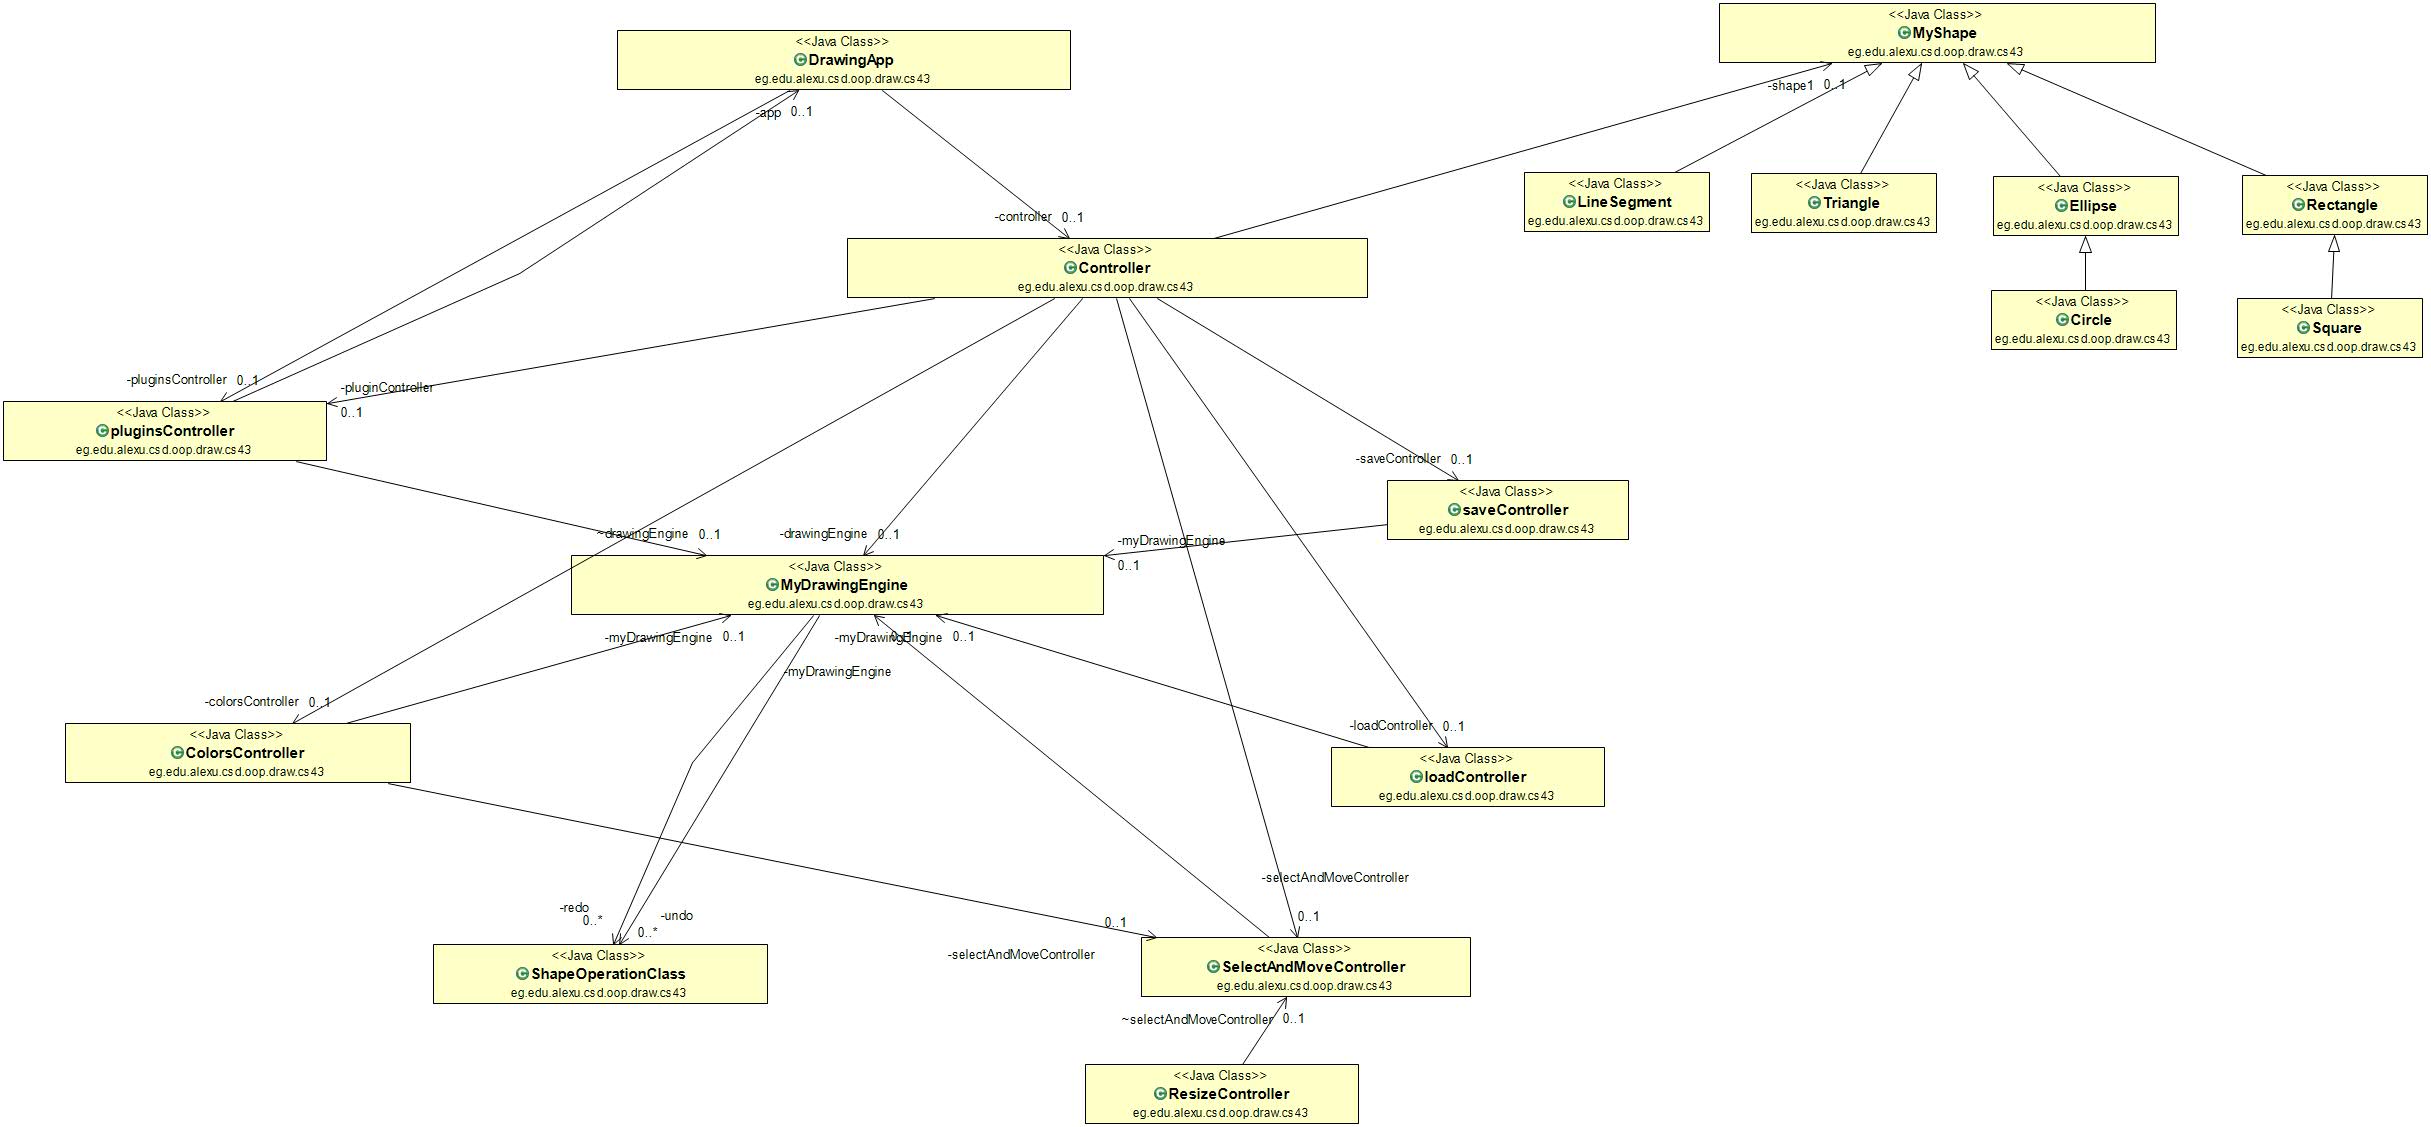 <<Java Class>>
MyShape
eg.edu.alexu.csd.oop.draw.cs43
<<Java Class>>
DrawingApp
eg.edu.alexu.csd.oop.draw.cs43
-shape1 0..1
-app 0..1
<<Java Class>>
LineSegment
eg.edu.alexu.csd.oop.draw.cs43
<<Java Class>>
Triangle
eg.edu.alexu.csd.oop.draw.cs43
<<Java Class>>
Ellipse
eg.edu.alexu.csd.oop.draw.cs43
<<Java Class>>
Rectangle
eg.edu.alexu.csd.oop.draw.cs43
-controller 0..1
<<Java Class>>
Controller
eg.edu.alexu.csd.oop.draw.cs43
<<Java Class>>
Circle
eg.edu.alexu.csd.oop.draw.cs43
<<Java Class>>
Square
eg.edu.alexu.csd.oop.draw.cs43
-pluginsController 0..1
-pluginController
0..1
<<Java Class>>
pluginsController
eg.edu.alexu.csd.oop.draw.cs43
-saveController 0..1
<<Java Class>>
saveController
eg.edu.alexu.csd.oop.draw.cs43
~drawingEngine 0..1
-drawingEngine 0..1
-myDrawingEngine
0..1
<<Java Class>>
MyDrawingEngine
eg.edu.alexu.csd.oop.draw.cs43
-myDrawingEngine 0..1
-myDrawingEngine 0..1
0..1
-myDrawingEngine
-colorsController 0..1
<<Java Class>>
ColorsController
eg.edu.alexu.csd.oop.draw.cs43
-loadController 0..1
<<Java Class>>
loadController
eg.edu.alexu.csd.oop.draw.cs43
-selectAndMoveController
0..1
-redo
0..*
-undo
0..*
0..1
-selectAndMoveController
<<Java Class>>
ShapeOperationClass
eg.edu.alexu.csd.oop.draw.cs43
<<Java Class>>
SelectAndMoveController
eg.edu.alexu.csd.oop.draw.cs43
~selectAndMoveController 0..1
<<Java Class>>
ResizeController
eg.edu.alexu.csd.oop.draw.cs43